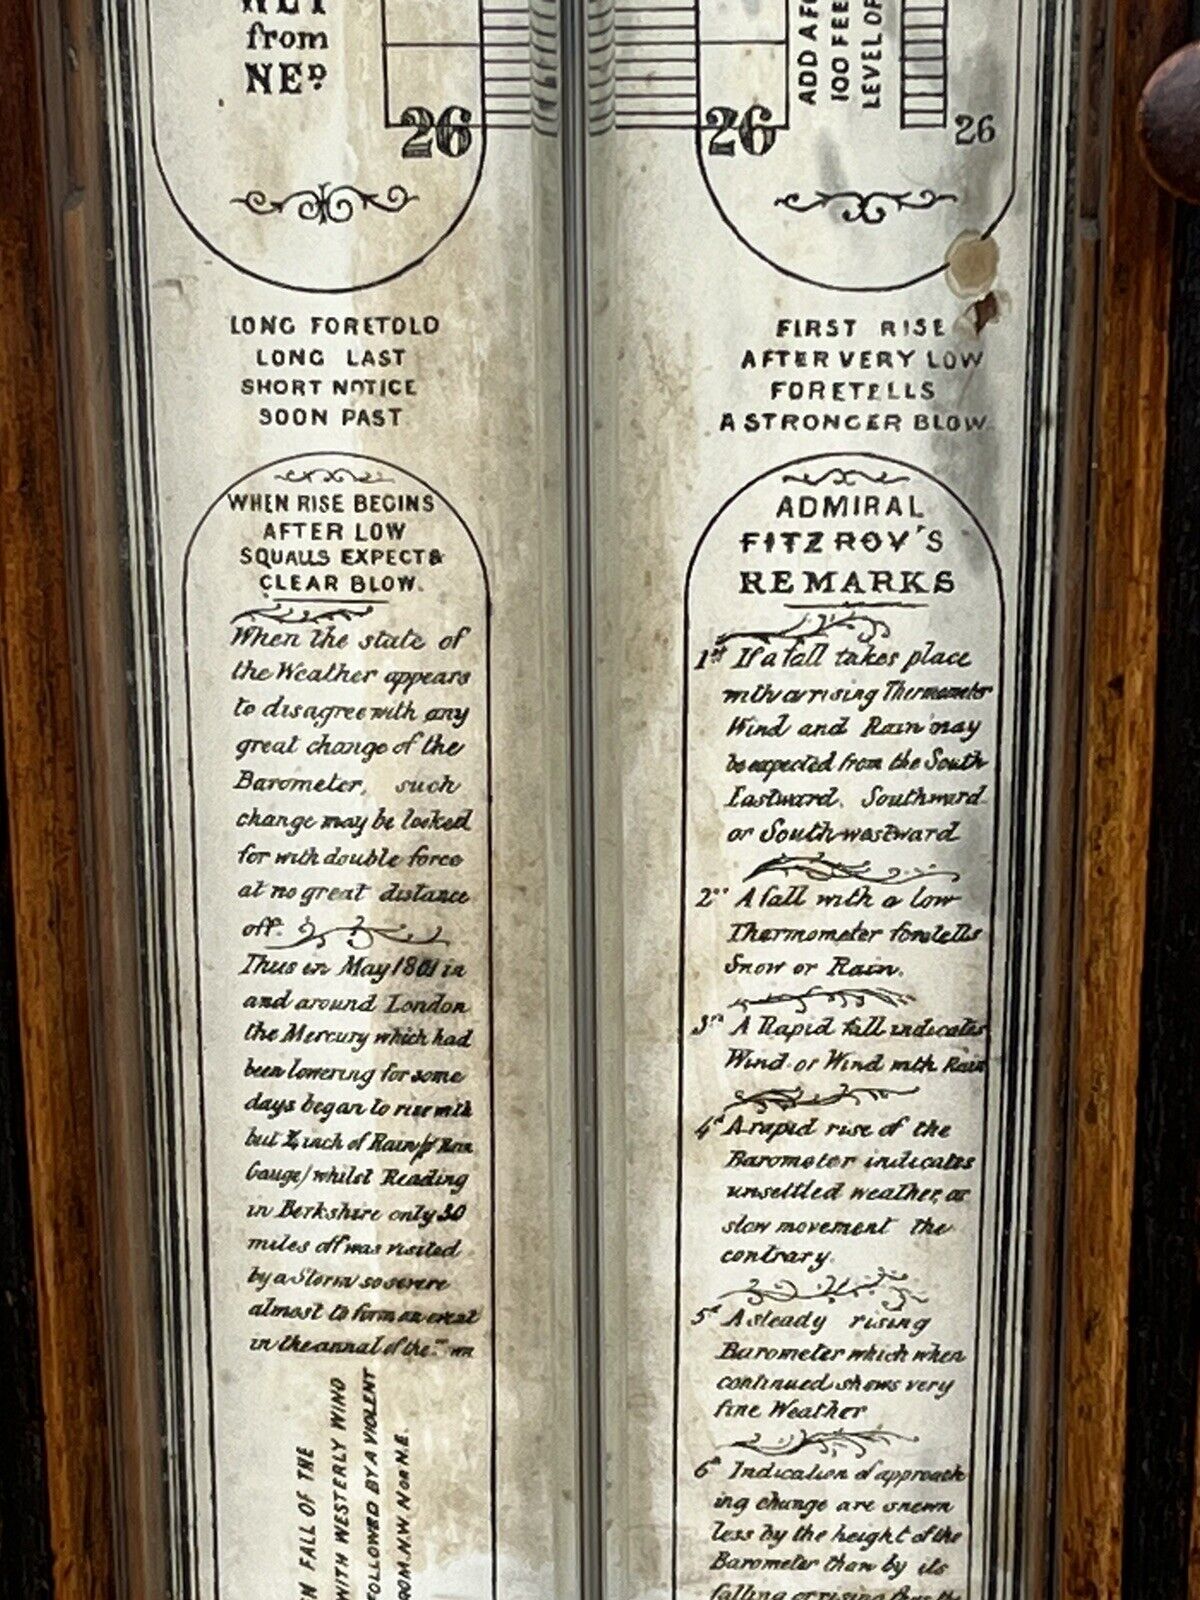 from
NED.
26
26
ADD A FO
100 FEE
LEVEL OF
26
LONG FORETOLD
LONG LAST
SHORT NOTICE
SOON PAST
FIRST RISE
AFTER VERY LOW
FORETELLS
A STRONGER BLOW
WHEN RISE BEGINS
AFTER LOW
SQUALLS EXPECT &
CLEAR BLOW.
When the state of
the Weather appears
to disagree with any
great change of the
Barometer, such
change may be looked
for with double force
at no great distance
off.
Thus in May 1861 in
and around London
the Mercury which had
been lowering for some
days began to rise with
but ¼ inch of Rain
Gauge) whilst Reading
in Berkshire only 30
miles off was visited
by a Storm so severe
almost to form an event
in the annal of the
N FALL OF THE
WITH WESTERLY WIND
FOLLOWED BY A VIOLENT
FROM. N.W. N OR N.E.
ADMIRAL
FITZROY'S
REMARKS
1st If a fall takes place
with a rising Thermometer
Wind and Rain may
be expected from the South
Eastward, Southward
or South-westward
2nd A fall with a low
Thermometer foretells
Snow or Rain.
3rd A Rapid fall indicates
Wind or Wind with Rain
4th A rapid rise of the
Barometer indicates
unsettled weather, a
slow movement the
contrary.
5th A steady rising
Barometer which when
continued shows very
fine Weather
6th Indication of approach
ing change are shewn
less by the height of the
Barometer than by its
falling or rising